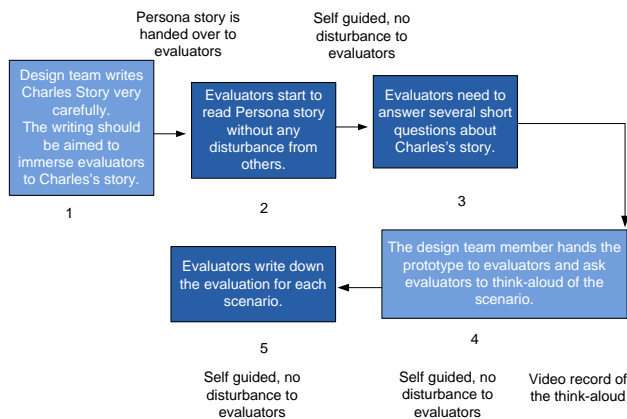 Persona story is
handed over to
evaluators
Self guided, no
disturbance to
evaluators
Design team writes
Charles Story very
carefully.
The writing should
be aimed to
immerse evaluators
to Charles's story.
1
Evaluators start to
read Persona story
without any
disturbance from
others.
2
Evaluators need to
answer several short
questions about
Charles's story.
3
The design team member hands the
prototype to evaluators and ask
evaluators to think-aloud of the
scenario.
4
Evaluators write down
the evaluation for each
scenario.
5
Self guided, no
disturbance to
evaluators
Self guided, no
disturbance to
evaluators
Video record of
the think-aloud